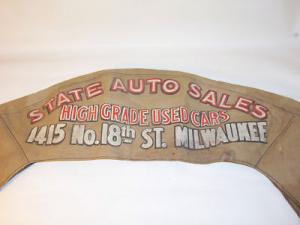 STATE AUTO SALES
HIGH GRADE USED CARS
1415 No. 18th ST. MILWAUKEE